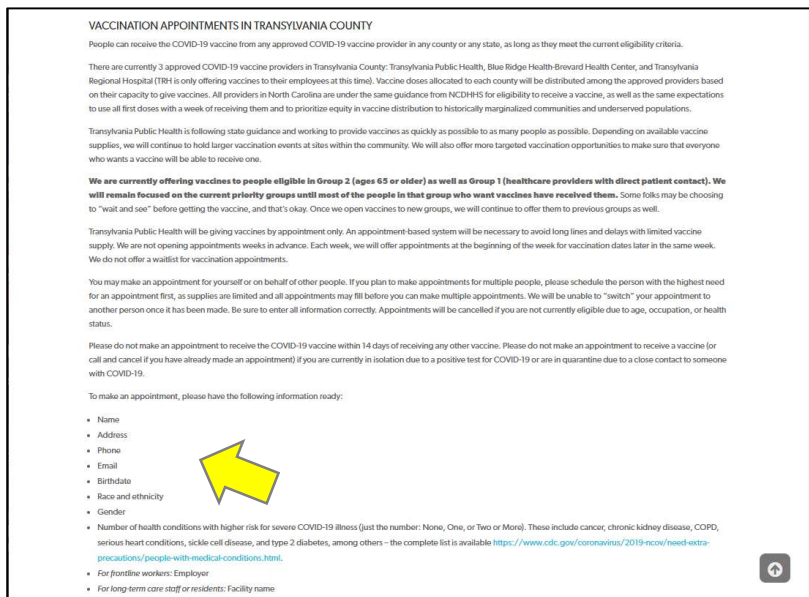 VACCINATION APPOINTMENTS IN TRANSYLVANIA COUNTY
People can receive the COVID-19 vaccine from any approved COVID-19 vaccine provider in any county or any state, as long as they meet the current eligibility criteria.
There are currently 3 approved COVID-19 vaccine providers in Transylvania County: Transylvania Public Health, Blue Ridge Health-Brevard Health Center, and Transylvania
Regional Hospital (TRH is only offering vaccines to their employees at this time). Vaccine doses allocated to each county will be distributed among the approved providers based
on their capacity to give vaccines. All providers in North Carolina are under the same guidance from NCDHHS for eligibility to receive a vaccine, as well as the same expectations
to use all first doses with a week of receiving them and to prioritize equity in vaccine distribution to historically marginalized communities and underserved populations.
Transylvania Public Health is following state guidance and working to provide vaccines as quickly as possible to as many people as possible. Depending on available vaccine
supplies, we will continue to hold larger vaccination events at sites within the community. We will also offer more targeted vaccination opportunities to make sure that everyone
who wants a vaccine will be able to receive one.
We are currently offering vaccines to people eligible in Group 2 (ages 65 or older) as well as Group 1 (healthcare providers with direct patient contact). We
will remain focused on the current priority groups until most of the people in that group who want vaccines have received them. Some folks may be choosing
to "wait and see" before getting the vaccine, and that's okay. Once we open vaccines to new groups, we will continue to offer them to previous groups as well.
Transylvania Public Health will be giving vaccines by appointment only. An appointment-based system will be necessary to avoid long lines and delays with limited vaccine
supply. We are not opening appointments weeks in advance. Each week, we will offer appointments at the beginning of the week for vaccination dates later in the same week.
We do not offer a waitlist for vaccination appointments.
You may make an appointment for yourself or on behalf of other people. If you plan to make appointments for multiple people, please schedule the person with the highest need
for an appointment first, as supplies are limited and all appointments may fill before you can make multiple appointments. We will be unable to "switch" your appointment to
another person once it has been made. Be sure to enter all information correctly. Appointments will be cancelled if you are not currently eligible due to age, occupation, or health
status.
Please do not make an appointment to receive the COVID-19 vaccine within 14 days of receiving any other vaccine. Please do not make an appointment to receive a vaccine (or
call and cancel if you have already made an appointment) if you are currently in isolation due to a positive test for COVID-19 or are in quarantine due to a close contact to someone
with COVID-19.
To make an appointment, please have the following information ready:
▪ Name
▪ Address
▪ Phone
▪ Email
▪ Birthdate
▪ Race and ethnicity
▪ Gender
▪ Number of health conditions with higher risk for severe COVID-19 illness (just the number: None, One, or Two or More). These include cancer, chronic kidney disease, COPD,
serious heart conditions, sickle cell disease, and type 2 diabetes, among others – the complete list is available https://www.cdc.gov/coronavirus/2019-ncov/need-extra-
precautions/people-with-medical-conditions.html.
▪ For frontline workers: Employer
▪ For long-term care staff or residents: Facility name